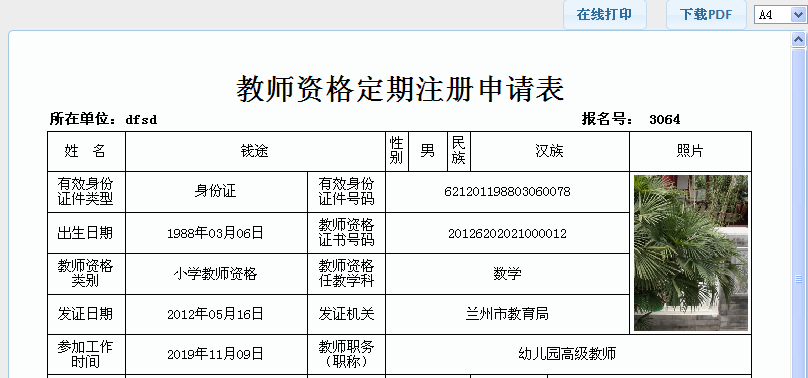 在线打印 下载PDF A4
教师资格定期注册申请表
所在单位：dfsd 报名号： 3064
姓 名 钱途 性别 男 民族 汉族 照片
有效身份证件类型 身份证 有效身份证件号码 621201198803060078
出生日期 1988年03月06日 教师资格证书号码 20126202021000012
教师资格类别 小学教师资格 教师资格任教学科 数学
发证日期 2012年05月16日 发证机关 兰州市教育局
参加工作时间 2019年11月09日 教师职务（职称） 幼儿园高级教师